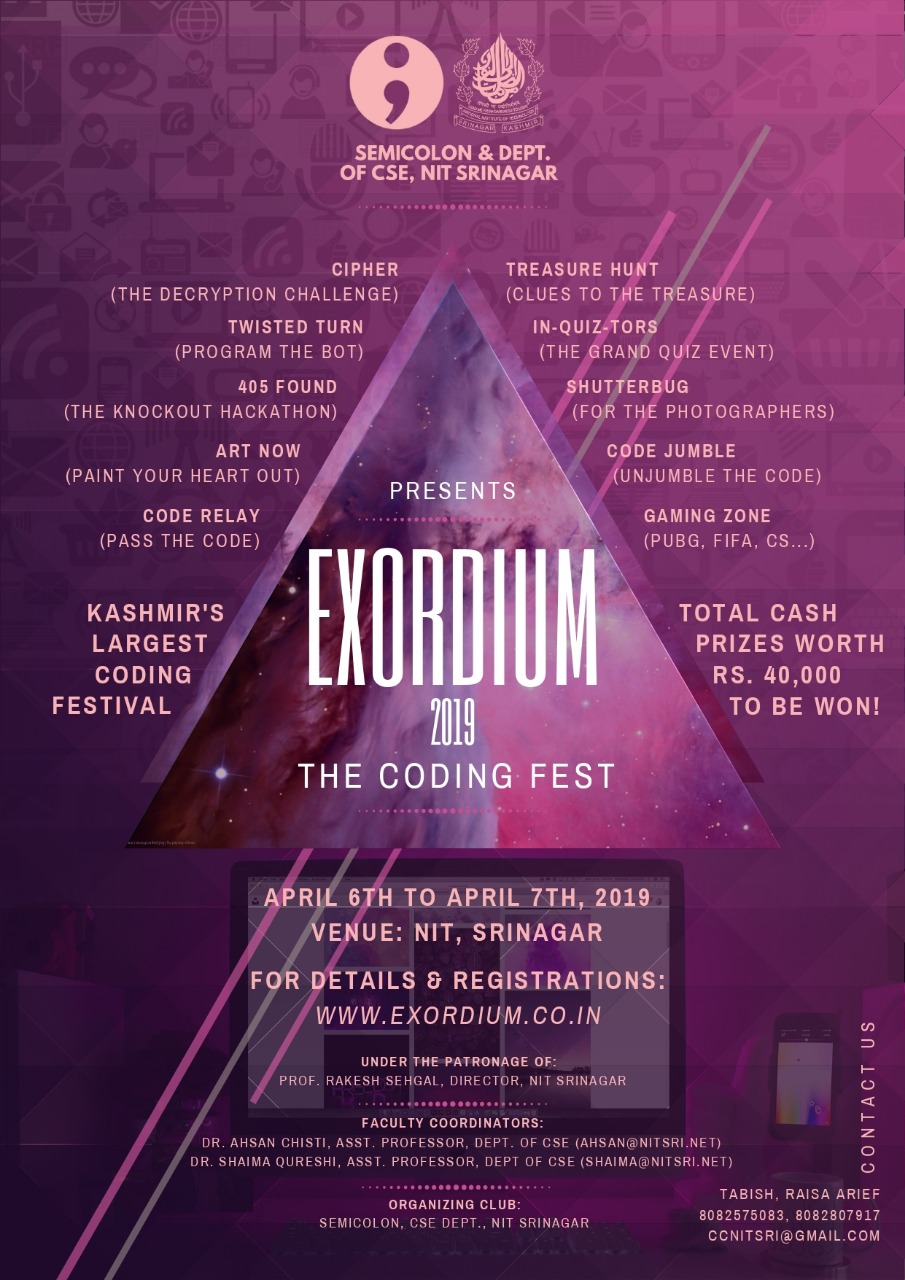 SRINAGAR KASHMIR
SEMICOLON & DEPT.
OF CSE, NIT SRINAGAR
CIPHER
(THE DECRYPTION CHALLENGE)
TWISTED TURN
(PROGRAM THE BOT)
405 FOUND
(THE KNOCKOUT HACKATHON)
ART NOW
(PAINT YOUR HEART OUT)
CODE RELAY
(PASS THE CODE)
KASHMIR'S
LARGEST
CODING
FESTIVAL
TREASURE HUNT
(CLUES TO THE TREASURE)
IN-QUIZ-TORS
(THE GRAND QUIZ EVENT)
SHUTTERBUG
(FOR THE PHOTOGRAPHERS)
CODE JUMBLE
(UNJUMBLE THE CODE)
GAMING ZONE
(PUBG, FIFA, CS...)
TOTAL CASH
PRIZES WORTH
RS. 40,000
TO BE WON!
PRESENTS
EXORDIUM
2019
THE CODING FEST
APRIL 6TH TO APRIL 7TH, 2019
VENUE: NIT, SRINAGAR
FOR DETAILS & REGISTRATIONS:
WWW.EXORDIUM.CO.IN
UNDER THE PATRONAGE OF:
PROF. RAKESH SEHGAL, DIRECTOR, NIT SRINAGAR
FACULTY COORDINATORS:
DR. AHSAN CHISTI, ASST. PROFESSOR, DEPT. OF CSE (AHSAN@NITSRI.NET)
DR. SHAIMA QURESHI, ASST. PROFESSOR, DEPT OF CSE (SHAIMA@NITSRI.NET)
ORGANIZING CLUB:
SEMICOLON, CSE DEPT., NIT SRINAGAR
CONTACT US
TABISH, RAISA ARIEF
8082575083, 8082807917
CCNITSRI@GMAIL.COM